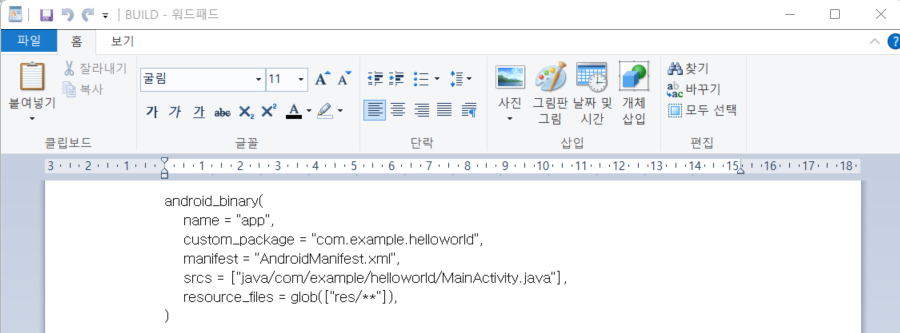 BUILD - 워드패드
파일 홈 보기
붙여넣기
잘라내기
복사
클립보드
굴림 11
가 가 가 abc X₂ X² A
글꼴
단락
사진
그림판
그림
날짜 및
시간
개체
삽입
삽입
찾기
바꾸기
모두 선택
편집
3 2 1 1 2 3 4 5 6 7 8 9 10 11 12 13 14 15 16 17 18
android_binary(
name = "app",
custom_package = "com.example.helloworld",
manifest = "AndroidManifest.xml",
srcs = ["java/com/example/helloworld/MainActivity.java"],
resource_files = glob(["res/**"]),
)